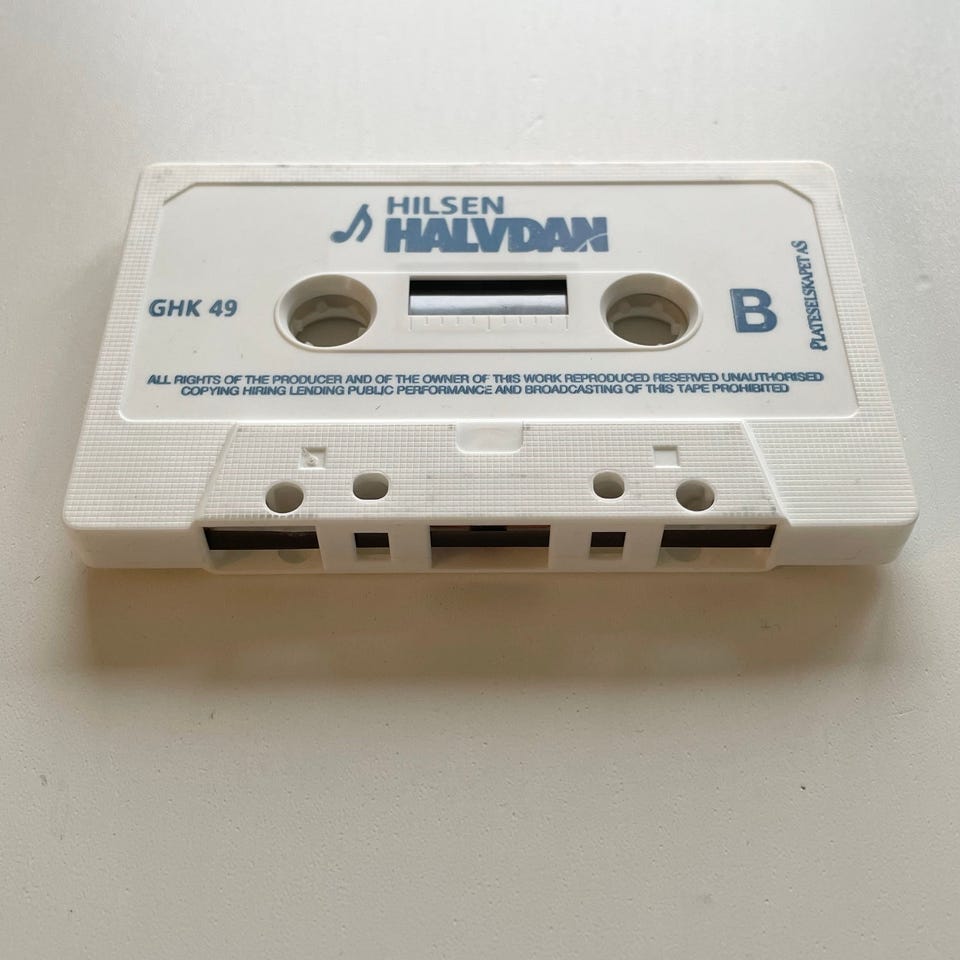 HILSEN
HALVDAN
GHK 49
B
PLATESELSKAPET AS
ALL RIGHTS OF THE PRODUCER AND OF THE OWNER OF THIS WORK REPRODUCED RESERVED UNAUTHORISED
COPYING HIRING LENDING PUBLIC PERFORMANCE AND BROADCASTING OF THIS TAPE PROHIBITED